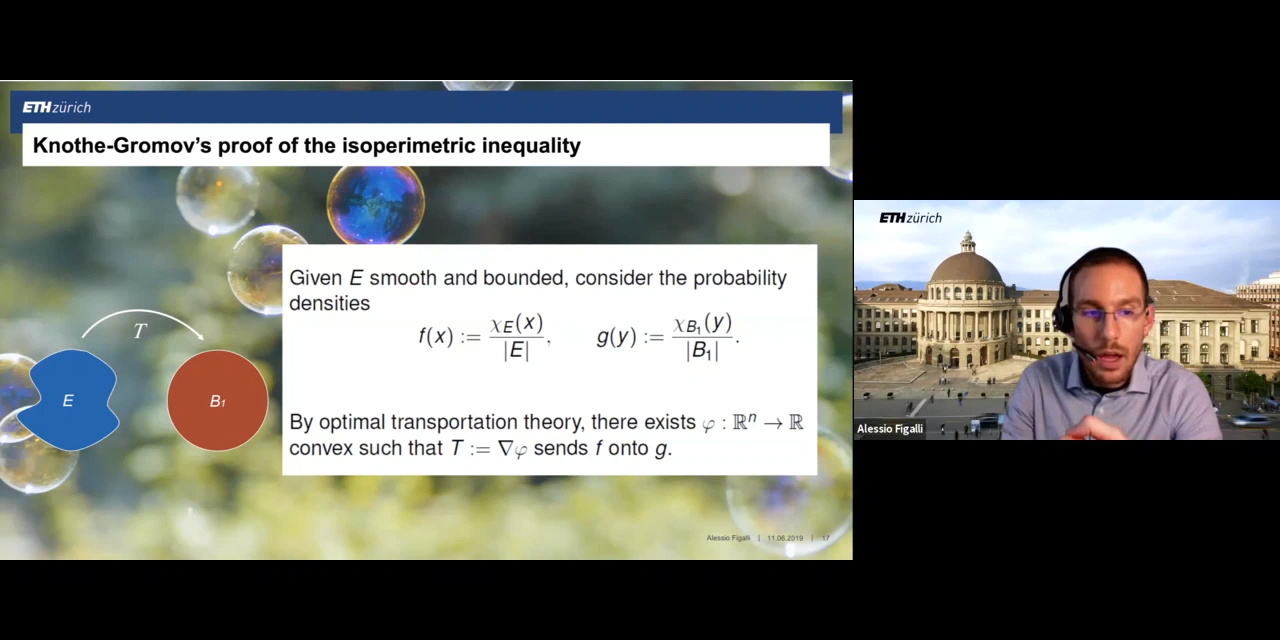 ETH zürich
Knothe-Gromov's proof of the isoperimetric inequality
Given E smooth and bounded, consider the probability
densities
f(x) := χE(x)/|E|, g(y) := χB₁(y)/|B₁|.
T
E
B₁
By optimal transportation theory, there exists φ : ℝⁿ → ℝ
convex such that T := ∇φ sends f onto g.
Alessio Figalli | 11.06.2019 | 17
ETH zürich
Alessio Figalli